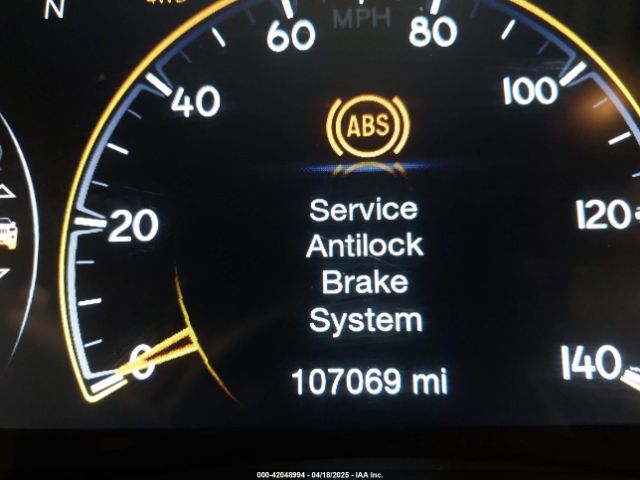 N
4WD
MPH
60
80
40
100
ABS
20
Service
Antilock
Brake
System
120
0
107069 mi
140
000-42048994 - 04/18/2025 - IAA Inc.